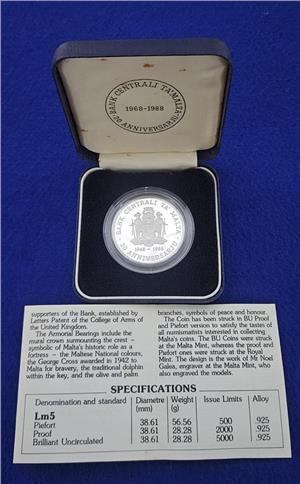 BANK ĊENTRALI TA' MALTA
1968-1988
20 ANNIVERSARJU
BANK ĊENTRALI TA' MALTA
1968 - 1988
20 ANNIVERSARJU
supporters of the Bank, established by
Letters Patent of the College of Arms of
the United Kingdom.
The Armorial Bearings include the
mural crown surmounting the crest –
symbolic of Malta's historic role as a
fortress – the Maltese National colours,
the George Cross awarded in 1942
to Malta for bravery, the traditional dolphin
within the key, and the olive and palm
branches, symbols of peace and honour.
The Coin has been struck in BU Proof
and Piefort version to satisfy the tastes of
all numismatists interested in collecting
Malta's coins. The BU Coins were struck
at the Malta Mint, whereas the proof and
Piefort ones were struck at the Royal
Mint. The design is the work of Mr Noel
Galea, engraver at the Malta Mint, who
also engraved the models.
SPECIFICATIONS
Denomination and standard Diametre (mm) Weight (g) Issue Limits Alloy
Lm5
Piefort 38.61 56.56 500 .925
Proof 38.61 28.28 2000 .925
Brilliant Uncirculated 38.61 28.28 5000 .925